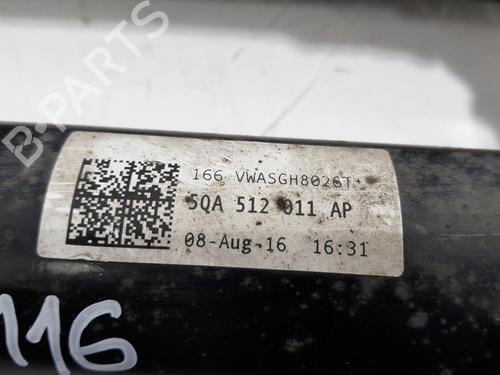 166 VWASGH8026T*
5QA 512 011 AP
08-Aug-16 16:31
116
B-PARTS